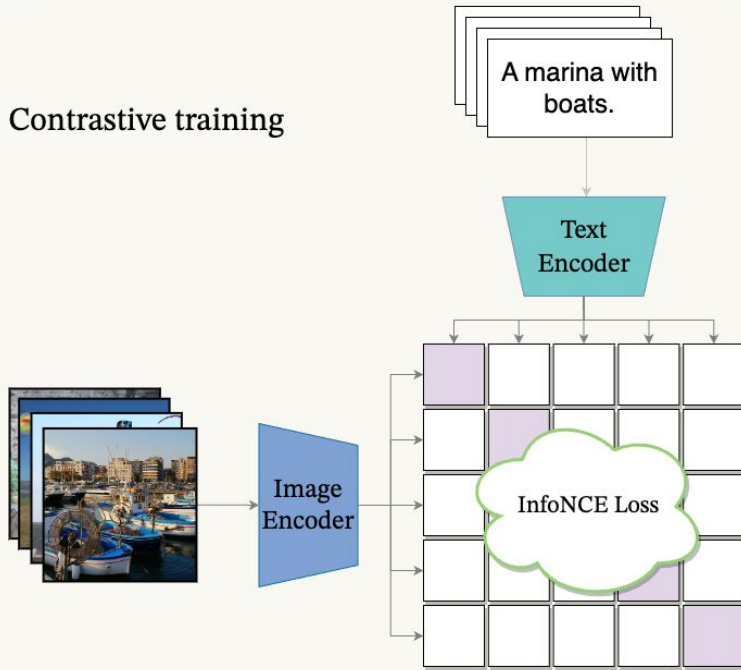 A marina with
boats.
Contrastive training
Text
Encoder
Image
Encoder
InfoNCE Loss